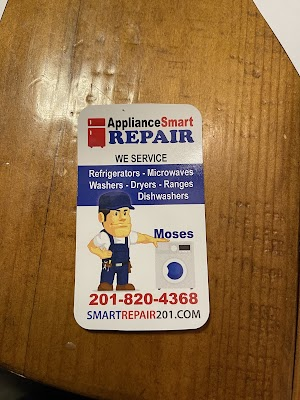 ApplianceSmart
REPAIR
WE SERVICE
Refrigerators - Microwaves
Washers - Dryers - Ranges
Dishwashers
Moses
201-820-4368
SMARTREPAIR201.COM